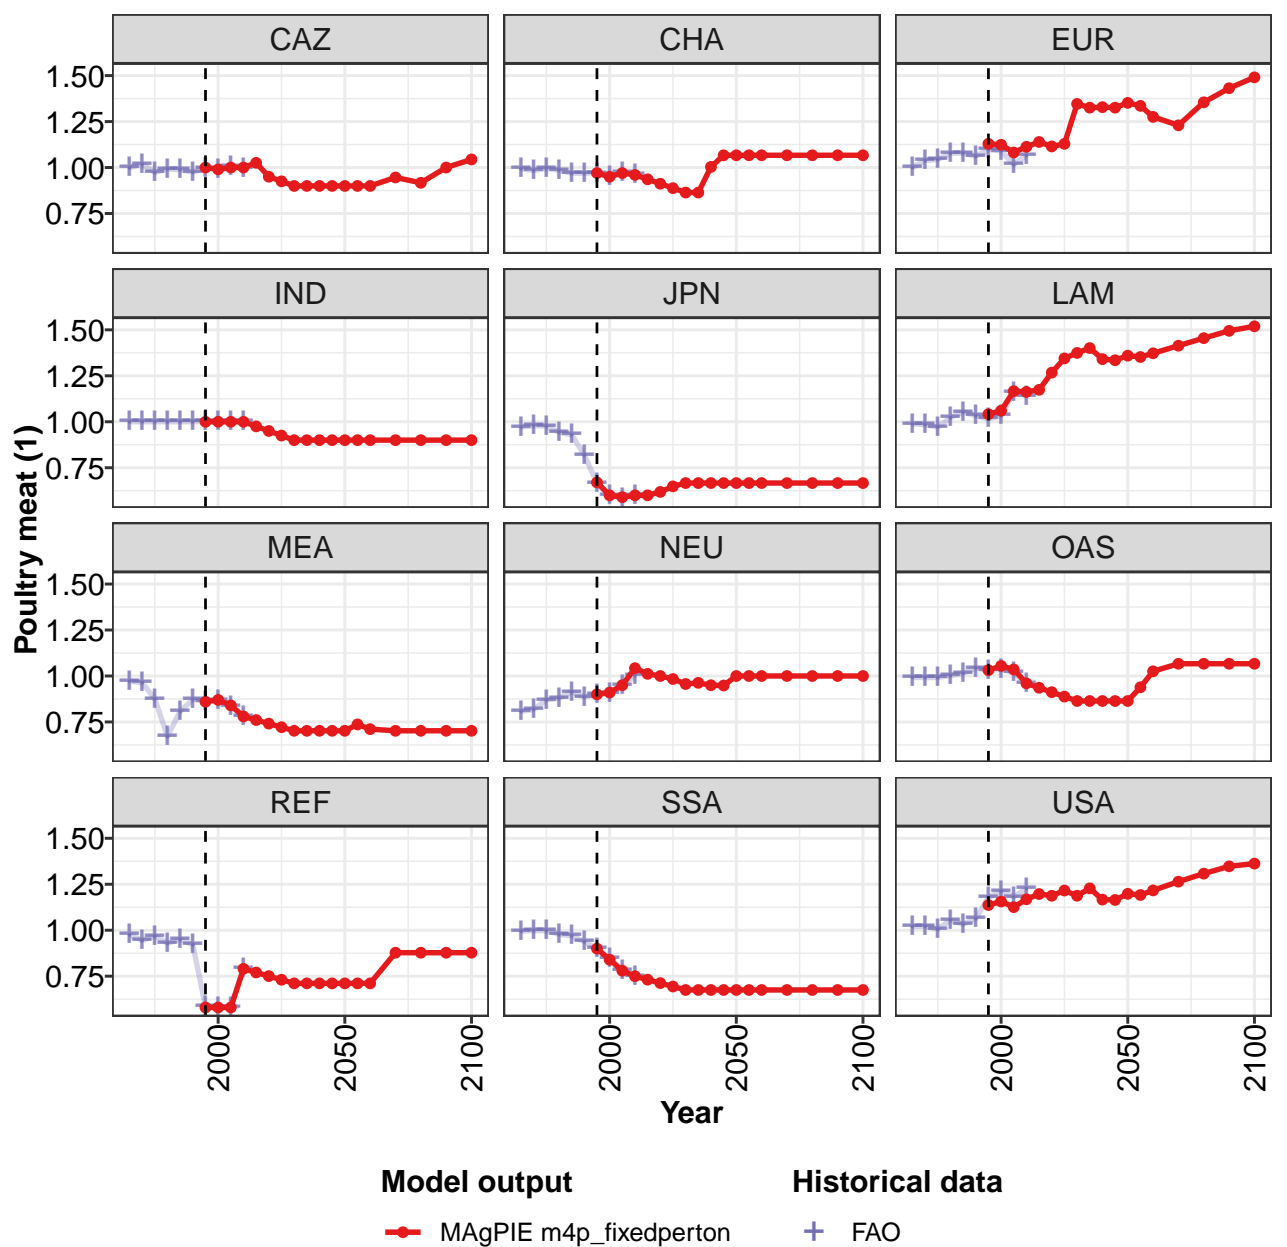 CAZ CHA EUR
1.50
1.25
1.00
0.75
IND JPN LAM
1.50
1.25
1.00
0.75
MEA NEU OAS
1.50
1.25
1.00
0.75
REF SSA USA
1.50
1.25
1.00
0.75
Poultry meat (1)
2000 2050 2100 2000 2050 2100 2000 2050 2100
Year
Model output Historical data
MAgPIE m4p_fixedperton FAO